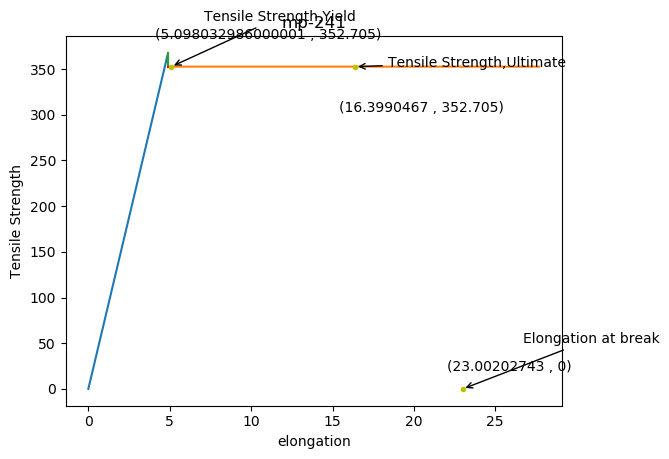 Tensile Strength,Yield
mp-241
(5.098032986000001 , 352.705)
Tensile Strength,Ultimate
(16.3990467 , 352.705)
Elongation at break
(23.00202743 , 0)
Tensile Strength
350
300
250
200
150
100
50
0
0 5 10 15 20 25
elongation